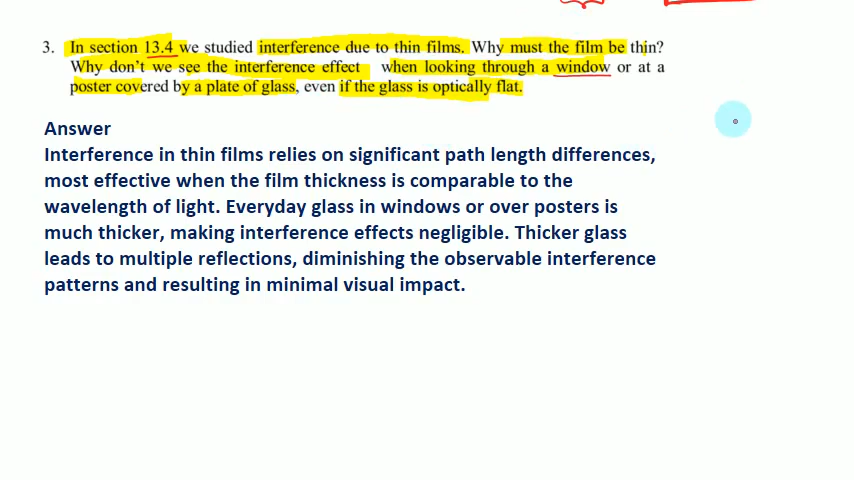 3. In section 13.4 we studied interference due to thin films. Why must the film be thin?
Why don't we see the interference effect when looking through a window or at a
poster covered by a plate of glass, even if the glass is optically flat.
Answer
Interference in thin films relies on significant path length differences,
most effective when the film thickness is comparable to the
wavelength of light. Everyday glass in windows or over posters is
much thicker, making interference effects negligible. Thicker glass
leads to multiple reflections, diminishing the observable interference
patterns and resulting in minimal visual impact.